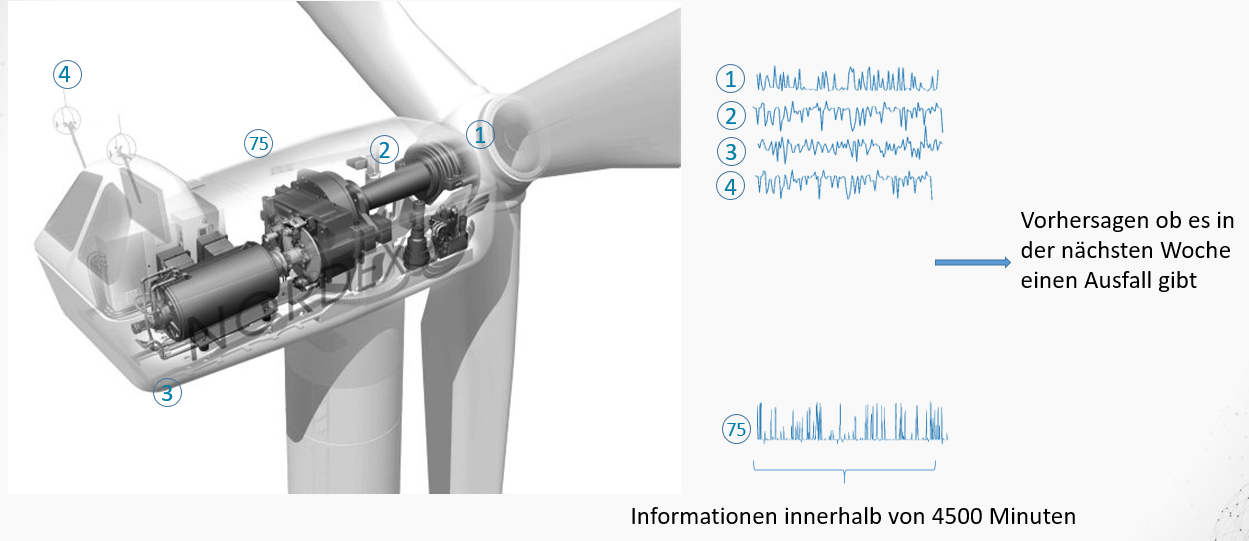 4
75
2
1
3
NORDEX
1
2
3
4
Vorhersagen ob es in
der nächsten Woche
einen Ausfall gibt
75
Informationen innerhalb von 4500 Minuten